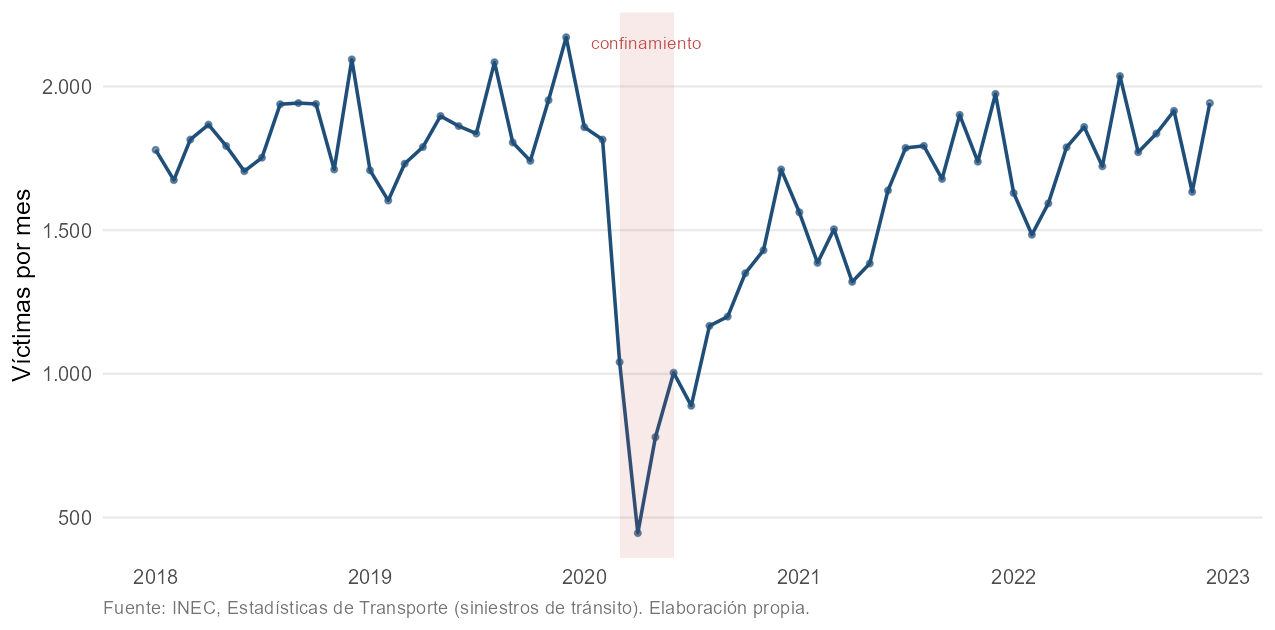 confinamiento
2.000
1.500
1.000
500
Víctimas por mes
2018 2019 2020 2021 2022 2023
Fuente: INEC, Estadísticas de Transporte (siniestros de tránsito). Elaboración propia.